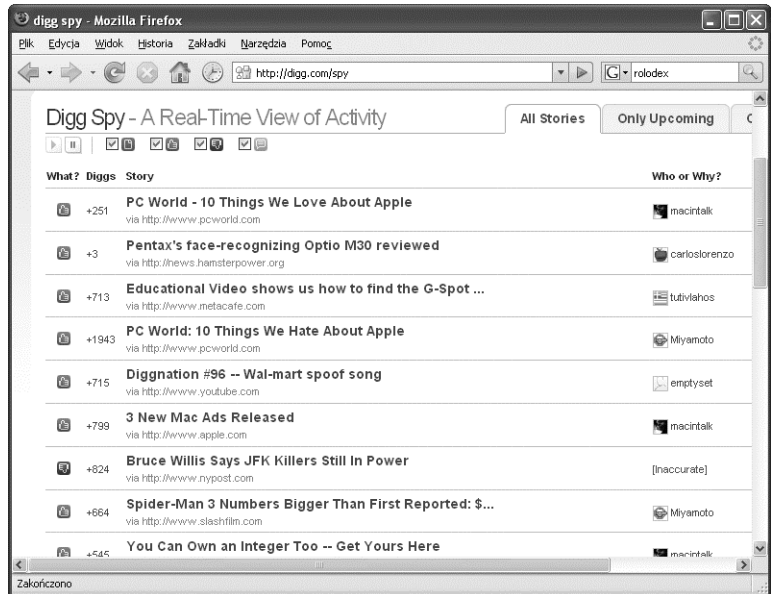 digg spy - Mozilla Firefox
Plik Edycja Widok Historia Zakładki Narzędzia Pomoc
http://digg.com/spy G rolodex
Digg Spy - A Real-Time View of Activity
All Stories Only Upcoming
What? Diggs Story Who or Why?
+251 PC World - 10 Things We Love About Apple macintalk
via http://www.pcworld.com
+3 Pentax's face-recognizing Optio M30 reviewed carloslorenzo
via http://news.hamsterpower.org
+713 Educational Video shows us how to find the G-Spot ... tutivlahos
via http://www.metacafe.com
+1943 PC World: 10 Things We Hate About Apple Miyamoto
via http://www.pcworld.com
+715 Diggnation #96 -- Wal-mart spoof song emptyset
via http://www.youtube.com
+799 3 New Mac Ads Released macintalk
via http://www.apple.com
+824 Bruce Willis Says JFK Killers Still In Power [Inaccurate]
via http://www.nypost.com
+664 Spider-Man 3 Numbers Bigger Than First Reported: $... Miyamoto
via http://www.slashfilm.com
+545 You Can Own an Integer Too -- Get Yours Here macintalk
Zakończono